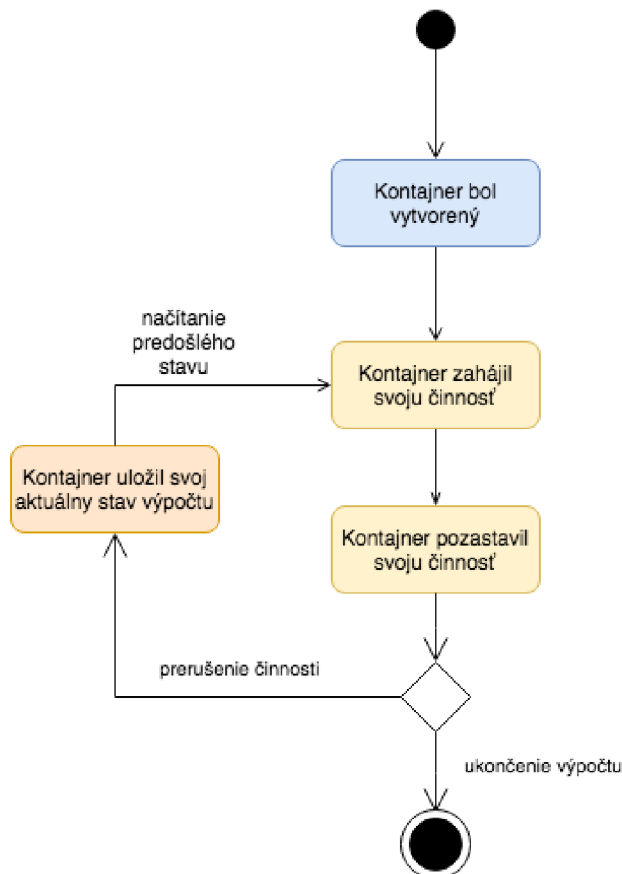 Kontajner bol
vytvorený
načítanie
predošlého
stavu
Kontajner zahájil
svoju činnosť
Kontajner uložil svoj
aktuálny stav výpočtu
Kontajner pozastavil
svoju činnosť
prerušenie činnosti
ukončenie výpočtu